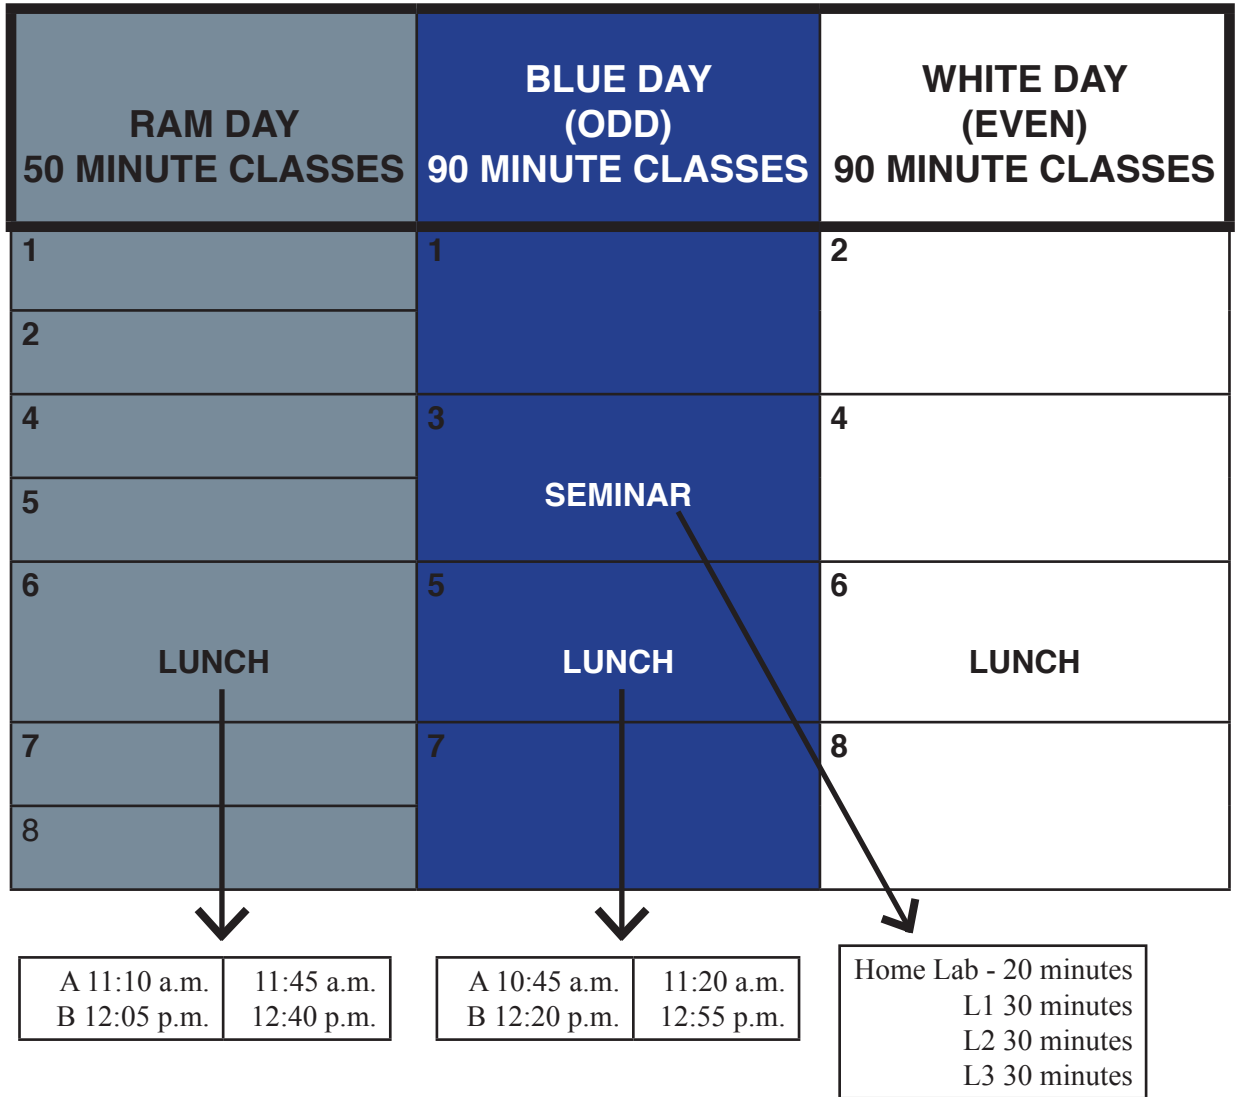 RAM DAY
50 MINUTE CLASSES
BLUE DAY
(ODD)
90 MINUTE CLASSES
WHITE DAY
(EVEN)
90 MINUTE CLASSES
1
2
4
5
6
LUNCH
7
8
1
3
SEMINAR
5
LUNCH
7
2
4
6
LUNCH
8
A 11:10 a.m. 11:45 a.m.
B 12:05 p.m. 12:40 p.m.
A 10:45 a.m. 11:20 a.m.
B 12:20 p.m. 12:55 p.m.
Home Lab - 20 minutes
L1 30 minutes
L2 30 minutes
L3 30 minutes